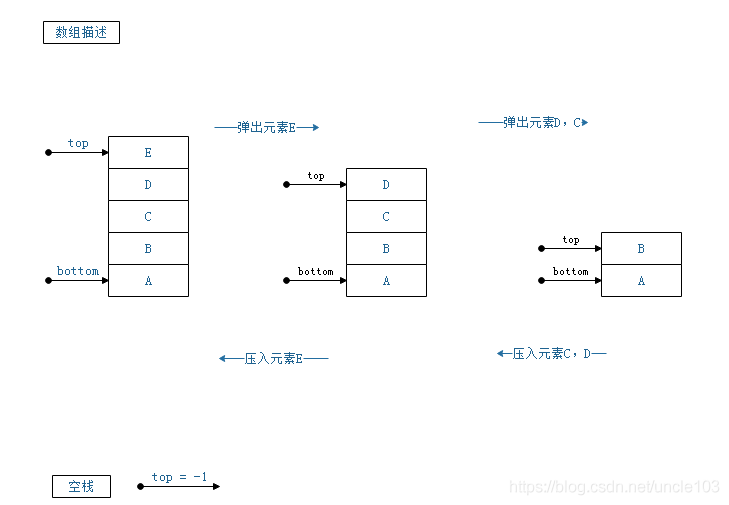 数组描述
弹出元素E
弹出元素D，C
top
E
D
C
B
bottom
A
top
D
C
B
bottom
A
top
B
bottom
A
压入元素E
压入元素C，D
空栈
top = -1
https://blog.csdn.net/uncle103